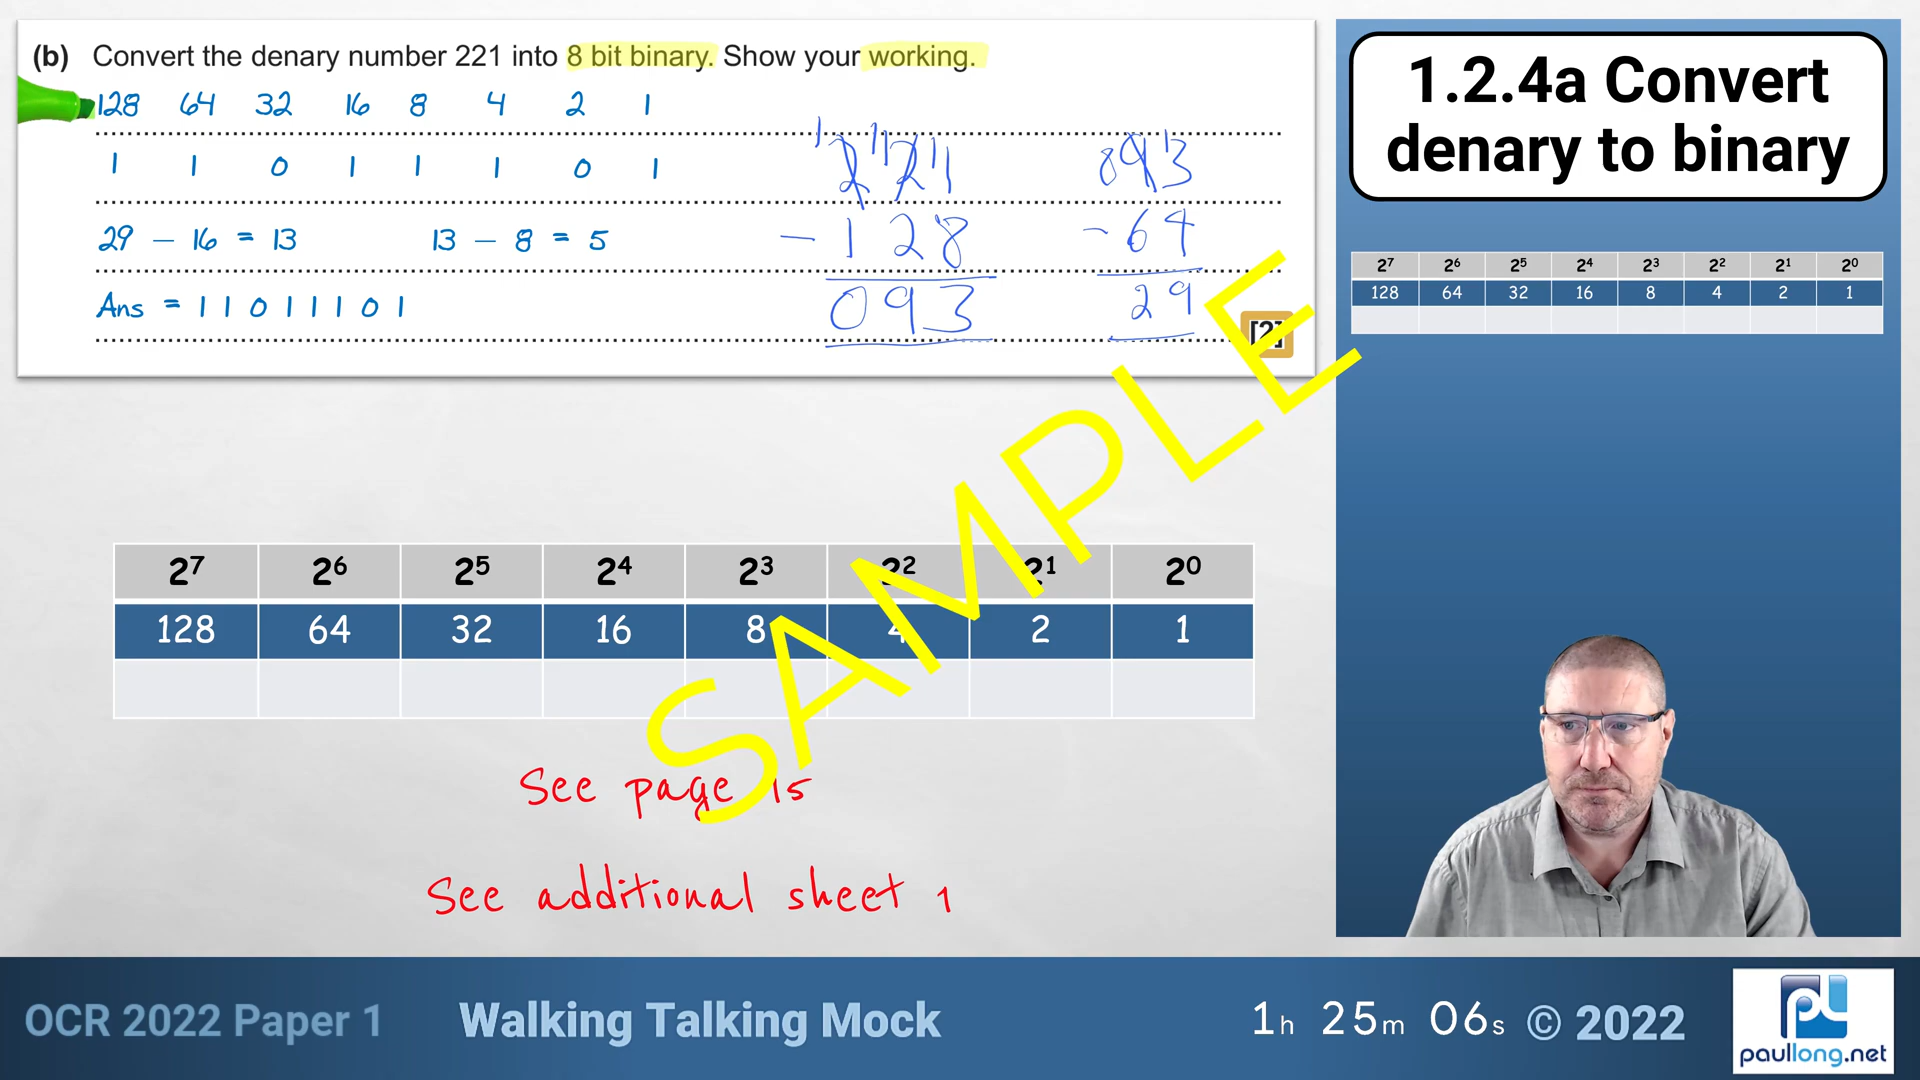 (b) Convert the denary number 221 into 8 bit binary. Show your working.
128 64 32 16 8 4 2 1
1 1 0 1 1 1 0 1
29 - 16 = 13 13 - 8 = 5
Ans = 11011101
221
- 128
093
93
- 64
29
[2]
1.2.4a Convert
denary to binary
2⁷ 2⁶ 2⁵ 2⁴ 2³ 2² 2¹ 2⁰
128 64 32 16 8 4 2 1
2⁷ 2⁶ 2⁵ 2⁴ 2³ 2² 2¹ 2⁰
128 64 32 16 8 4 2 1
SAMPLE
See page 15
See additional sheet 1
OCR 2022 Paper 1 Walking Talking Mock 1h 25m 06s © 2022
paullong.net